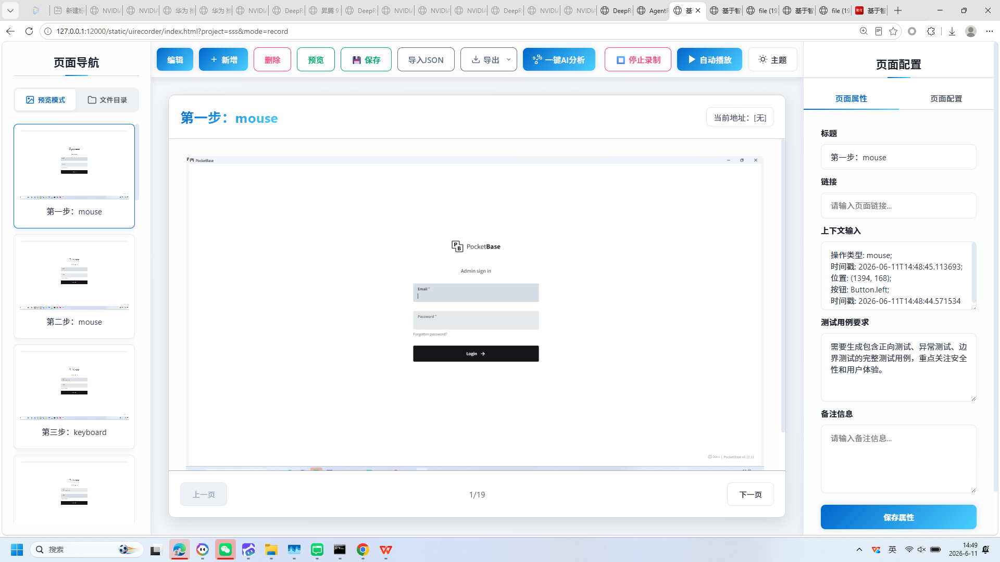 新建标
NVIDIA
NVIDIA
华为 推
华为 推
NVIDIA
DeepR
昇腾 9
DeepR
NVIDIA
NVIDIA
NVIDIA
DeepR
NVIDIA
NVIDIA
DeepR
AgentR
基于
基于智
file (19
基于智
file (19
基于智
127.0.0.1:12000/static/uirecorder/index.html?project=sss&mode=record
页面导航
预览模式
文件目录
第一步：mouse
第二步：mouse
第三步：keyboard
编辑
新增
删除
预览
保存
导入JSON
导出
一键AI分析
停止录制
自动播放
主题
第一步：mouse
当前地址：[无]
PocketBase
PocketBase
Admin sign in
Email *
Password *
Forgotten password?
Login
Docs | PocketBase v0.22.11
上一页
1/19
下一页
页面配置
页面属性
页面配置
标题
第一步：mouse
链接
请输入页面链接...
上下文输入
操作类型: mouse;
时间戳: 2026-06-11T14:48:45.113693;
位置: (1394, 168);
按钮: Button.left;
时间戳: 2026-06-11T14:48:44.571534
测试用例要求
需要生成包含正向测试、异常测试、边
界测试的完整测试用例，重点关注安全
性和用户体验。
备注信息
请输入备注信息...
保存属性
搜索
英
14:49
2026-6-11